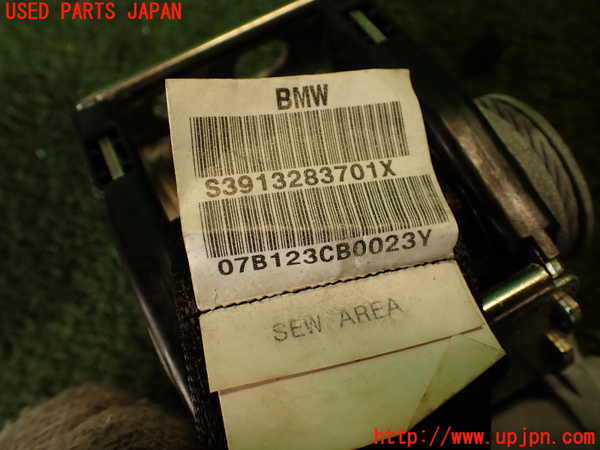 USED PARTS JAPAN
BMW
S3913283701X
07B123CB0023Y
SEW AREA
http://www.upjpn.com